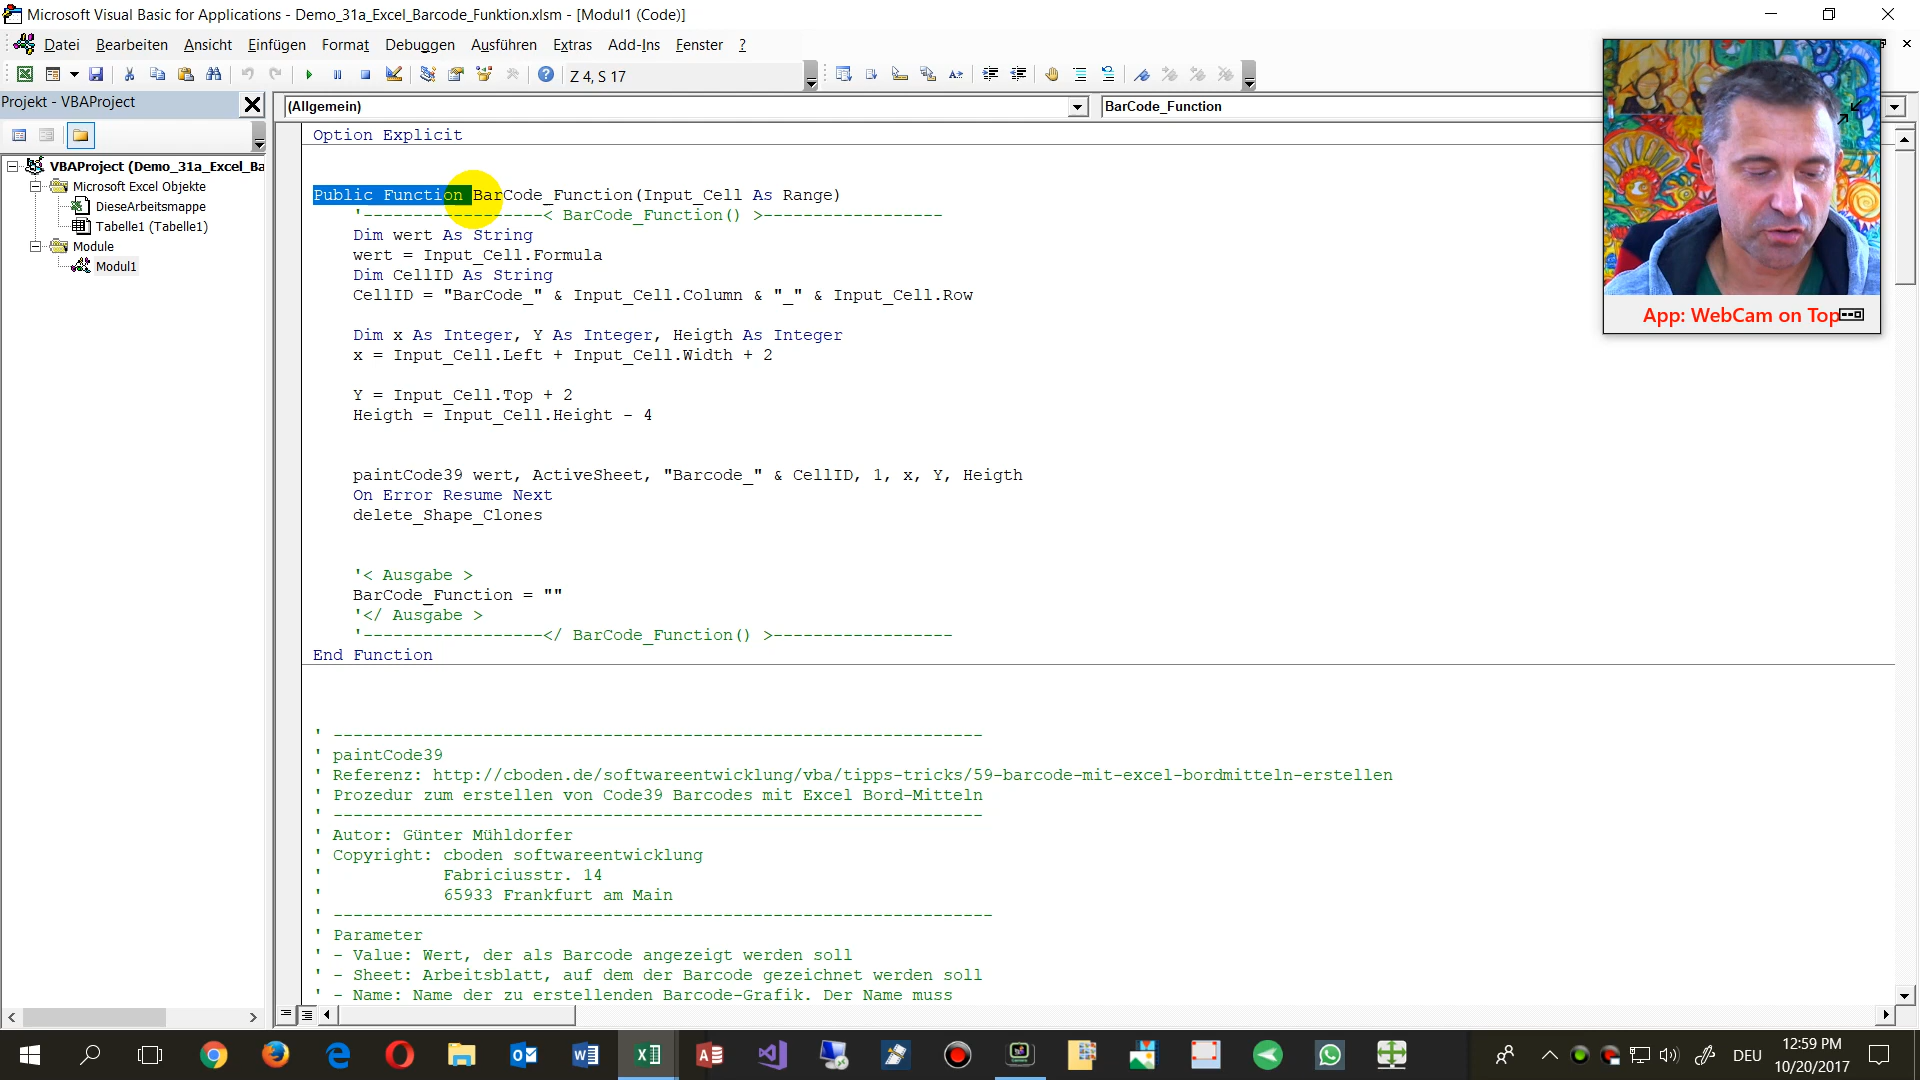 Microsoft Visual Basic for Applications - Demo_31a_Excel_Barcode_Funktion.xlsm - [Modul1 (Code)]
Datei Bearbeiten Ansicht Einfügen Format Debuggen Ausführen Extras Add-Ins Fenster ?
Z 4, S 17
Projekt - VBAProject
(Allgemein)
BarCode_Function
VBAProject (Demo_31a_Excel_Ba
Microsoft Excel Objekte
DieseArbeitsmappe
Tabelle1 (Tabelle1)
Module
Modul1
Option Explicit
Public Function BarCode_Function(Input_Cell As Range)
'------------------< BarCode_Function() >------------------
Dim wert As String
wert = Input_Cell.Formula
Dim CellID As String
CellID = "BarCode_" & Input_Cell.Column & "_" & Input_Cell.Row
Dim x As Integer, Y As Integer, Heigth As Integer
x = Input_Cell.Left + Input_Cell.Width + 2
Y = Input_Cell.Top + 2
Heigth = Input_Cell.Height - 4
paintCode39 wert, ActiveSheet, "Barcode_" & CellID, 1, x, Y, Heigth
On Error Resume Next
delete_Shape_Clones
'< Ausgabe >
BarCode_Function = ""
'</ Ausgabe >
'------------------</ BarCode_Function() >------------------
End Function
' -----------------------------------------------------------------
' paintCode39
' Referenz: http://cboden.de/softwareentwicklung/vba/tipps-tricks/59-barcode-mit-excel-bordmitteln-erstellen
' Prozedur zum erstellen von Code39 Barcodes mit Excel Bord-Mitteln
' -----------------------------------------------------------------
' Autor: Günter Mühldorfer
' Copyright: cboden softwareentwicklung
' Fabriciusstr. 14
' 65933 Frankfurt am Main
' ------------------------------------------------------------------
' Parameter
' - Value: Wert, der als Barcode angezeigt werden soll
' - Sheet: Arbeitsblatt, auf dem der Barcode gezeichnet werden soll
' - Name: Name der zu erstellenden Barcode-Grafik. Der Name muss
App: WebCam on Top
DEU
12:59 PM
10/20/2017